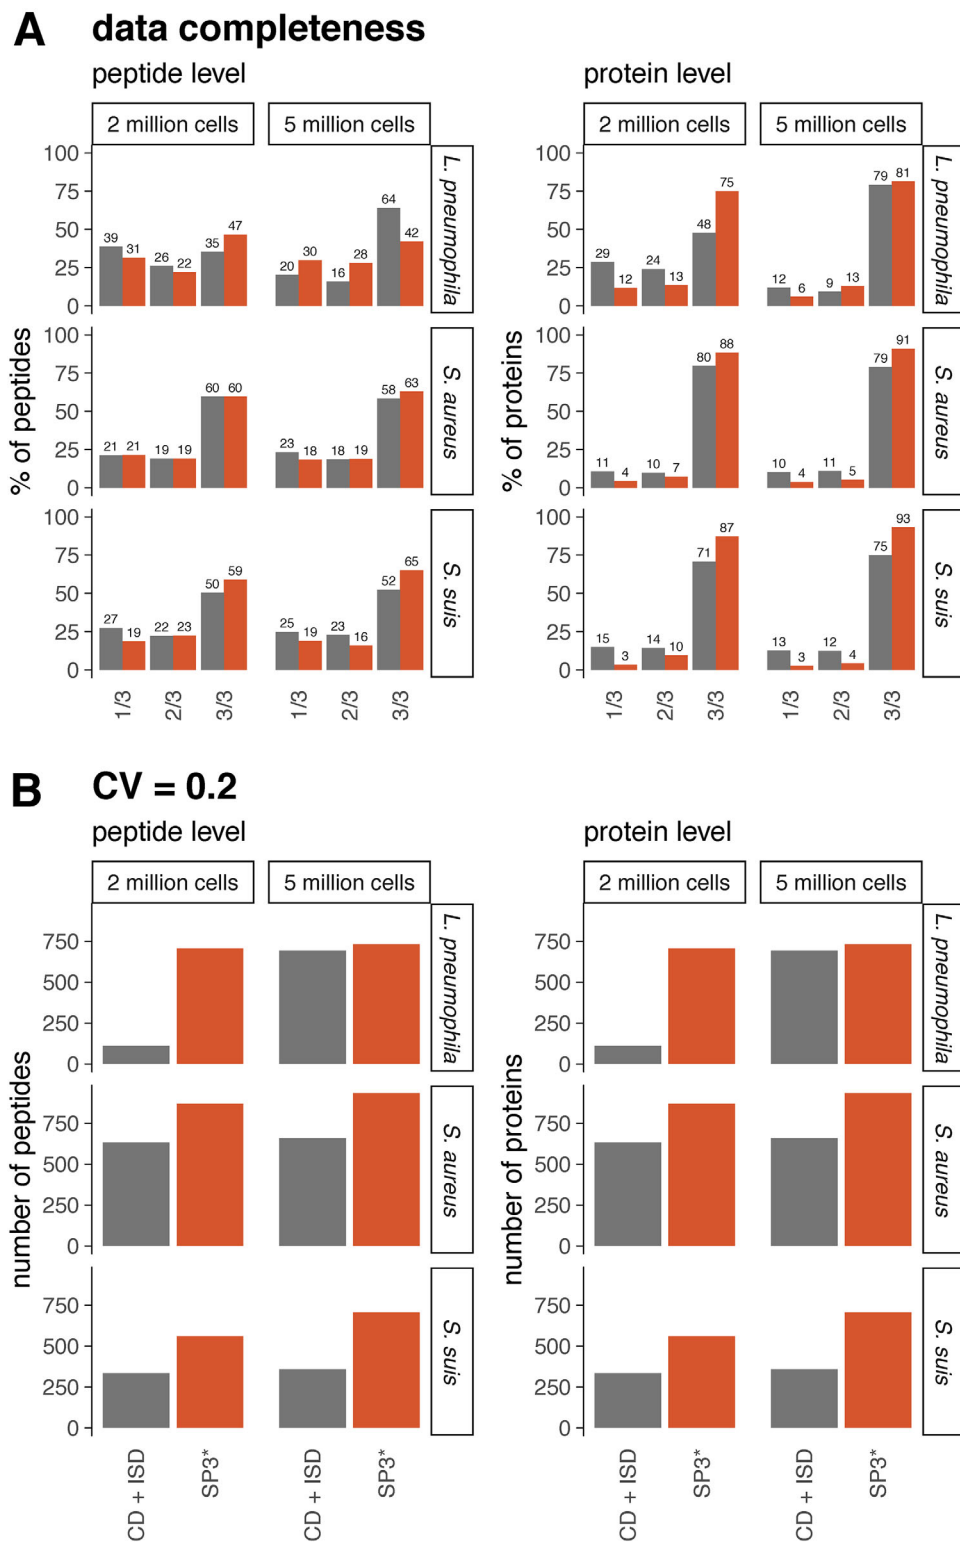 A data completeness
peptide level
protein level
2 million cells
5 million cells
2 million cells
5 million cells
% of peptides
% of proteins
100
75
50
25
0
39 31 26 22 35 47
20 30 16 28 64 42
100
75
50
25
0
29 12 24 13 48 75
12 6 9 13 79 81
L. pneumophila
L. pneumophila
100
75
50
25
0
21 21 19 19 60 60
23 18 18 19 58 63
100
75
50
25
0
11 4 10 7 80 88
10 4 11 5 79 91
S. aureus
S. aureus
100
75
50
25
0
27 19 22 23 50 59
25 19 23 16 52 65
100
75
50
25
0
15 3 14 10 71 87
13 3 12 4 75 93
S. suis
S. suis
1/3 2/3 3/3
1/3 2/3 3/3
1/3 2/3 3/3
1/3 2/3 3/3
B CV = 0.2
peptide level
protein level
2 million cells
5 million cells
2 million cells
5 million cells
number of peptides
number of proteins
750
500
250
0
750
500
250
0
L. pneumophila
L. pneumophila
750
500
250
0
750
500
250
0
S. aureus
S. aureus
750
500
250
0
750
500
250
0
S. suis
S. suis
CD + ISD
SP3*
CD + ISD
SP3*
CD + ISD
SP3*
CD + ISD
SP3*